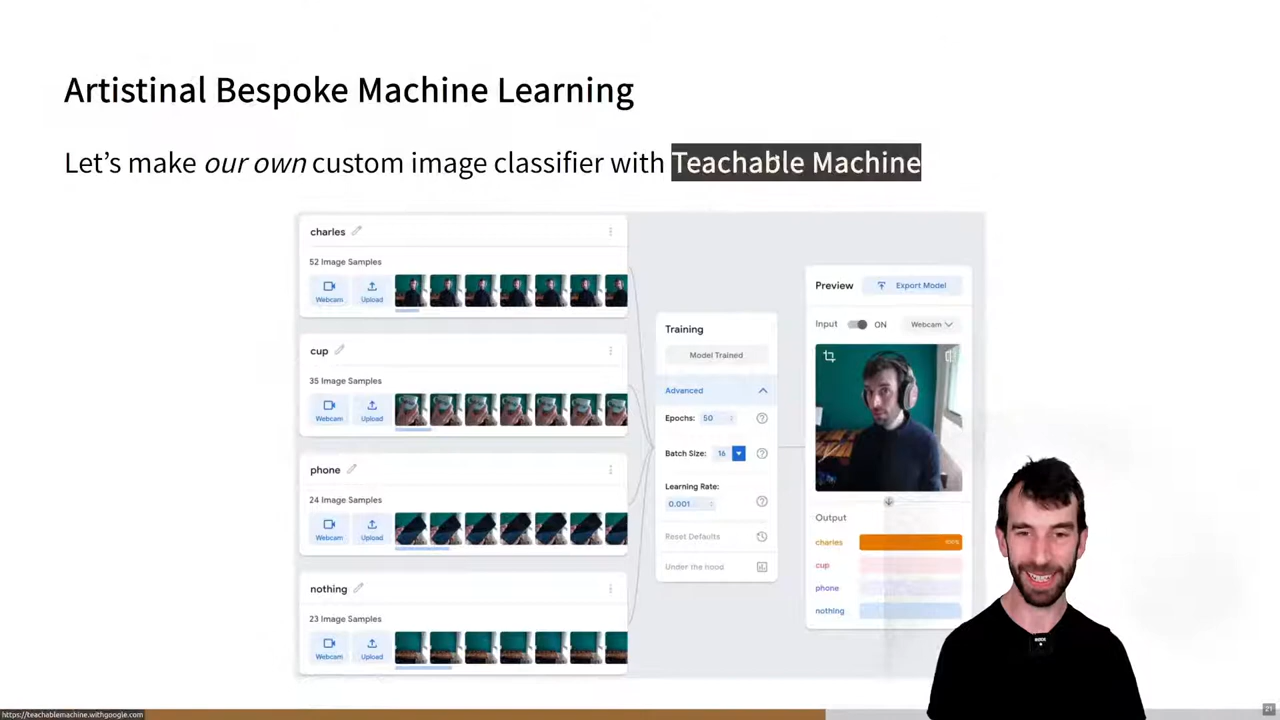 Artistinal Bespoke Machine Learning
Let's make our own custom image classifier with Teachable Machine
charles
52 Image Samples
Webcam Upload
cup
35 Image Samples
Webcam Upload
phone
24 Image Samples
Webcam Upload
nothing
23 Image Samples
Webcam Upload
Training
Model Trained
Advanced
Epochs: 50
Batch Size: 16
Learning Rate:
0.001
Reset Defaults
Under the hood
Preview Export Model
Input ON Webcam
Output
charles 100%
cup
phone
nothing
https://teachablemachine.withgoogle.com
21